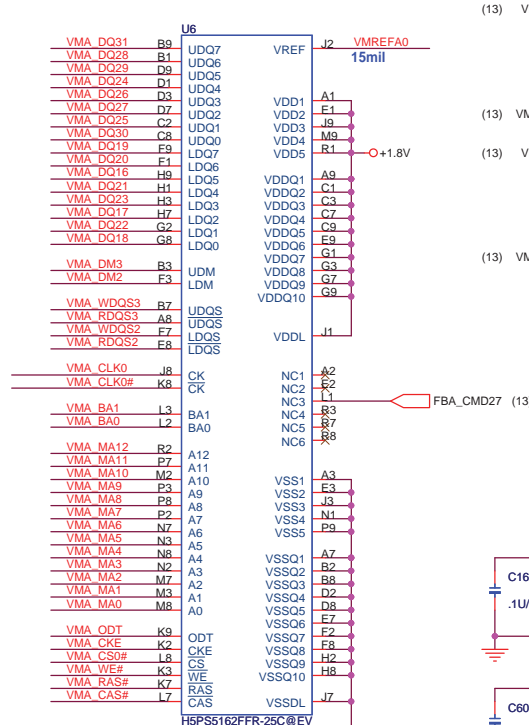 (13) V
U6
VMA_DQ31 B9 UDQ7 VREF J2 VMREFA0
VMA_DQ28 B1 UDQ6 15mil
VMA_DQ29 D9 UDQ5
VMA_DQ24 D1 UDQ4
VMA_DQ26 D3 UDQ3 VDD1 A1
VMA_DQ27 D7 UDQ2 VDD2 E1 (13) VM
VMA_DQ25 C2 UDQ1 VDD3 J9
VMA_DQ30 C8 UDQ0 VDD4 M9
VMA_DQ19 F9 LDQ7 VDD5 R1 +1.8V (13) V
VMA_DQ20 F1 LDQ6
VMA_DQ16 H9 LDQ5 VDDQ1 A9
VMA_DQ21 H1 LDQ4 VDDQ2 C1
VMA_DQ23 H3 LDQ3 VDDQ3 C3
VMA_DQ17 H7 LDQ2 VDDQ4 C7
VMA_DQ22 G2 LDQ1 VDDQ5 C9
VMA_DQ18 G8 LDQ0 VDDQ6 E9
VDDQ7 G1 (13) VM
VMA_DM3 B3 UDM VDDQ8 G3
VMA_DM2 F3 LDM VDDQ9 G7
VDDQ10 G9
VMA_WDQS3 B7 UDQS
VMA_RDQS3 A8 UDQS
VMA_WDQS2 F7 LDQS VDDL J1
VMA_RDQS2 E8 LDQS
VMA_CLK0 J8 CK NC1 A2
VMA_CLK0# K8 CK NC2 E2
NC3 L1 FBA_CMD27 (13
VMA_BA1 L3 BA1 NC4 R3
VMA_BA0 L2 BA0 NC5 R7
NC6 R8
VMA_MA12 R2 A12
VMA_MA11 P7 A11
VMA_MA10 M2 A10 VSS1 A3
VMA_MA9 P3 A9 VSS2 E3
VMA_MA8 P8 A8 VSS3 J3
VMA_MA7 P2 A7 VSS4 N1
VMA_MA6 N7 A6 VSS5 P9
VMA_MA5 N3 A5
VMA_MA4 N8 A4 VSSQ1 A7
VMA_MA3 N2 A3 VSSQ2 B2
VMA_MA2 M7 A2 VSSQ3 B8 C16
VMA_MA1 M3 A1 VSSQ4 D2
VMA_MA0 M8 A0 VSSQ5 D8 .1U/
VSSQ6 E7
VMA_ODT K9 ODT VSSQ7 F2
VMA_CKE K2 CKE VSSQ8 F8
VMA_CS0# L8 CS VSSQ9 H2
VMA_WE# K3 WE VSSQ10 H8
VMA_RAS# K7 RAS
VMA_CAS# L7 CAS VSSDL J7 C60
H5PS5162FFR-25C@EV